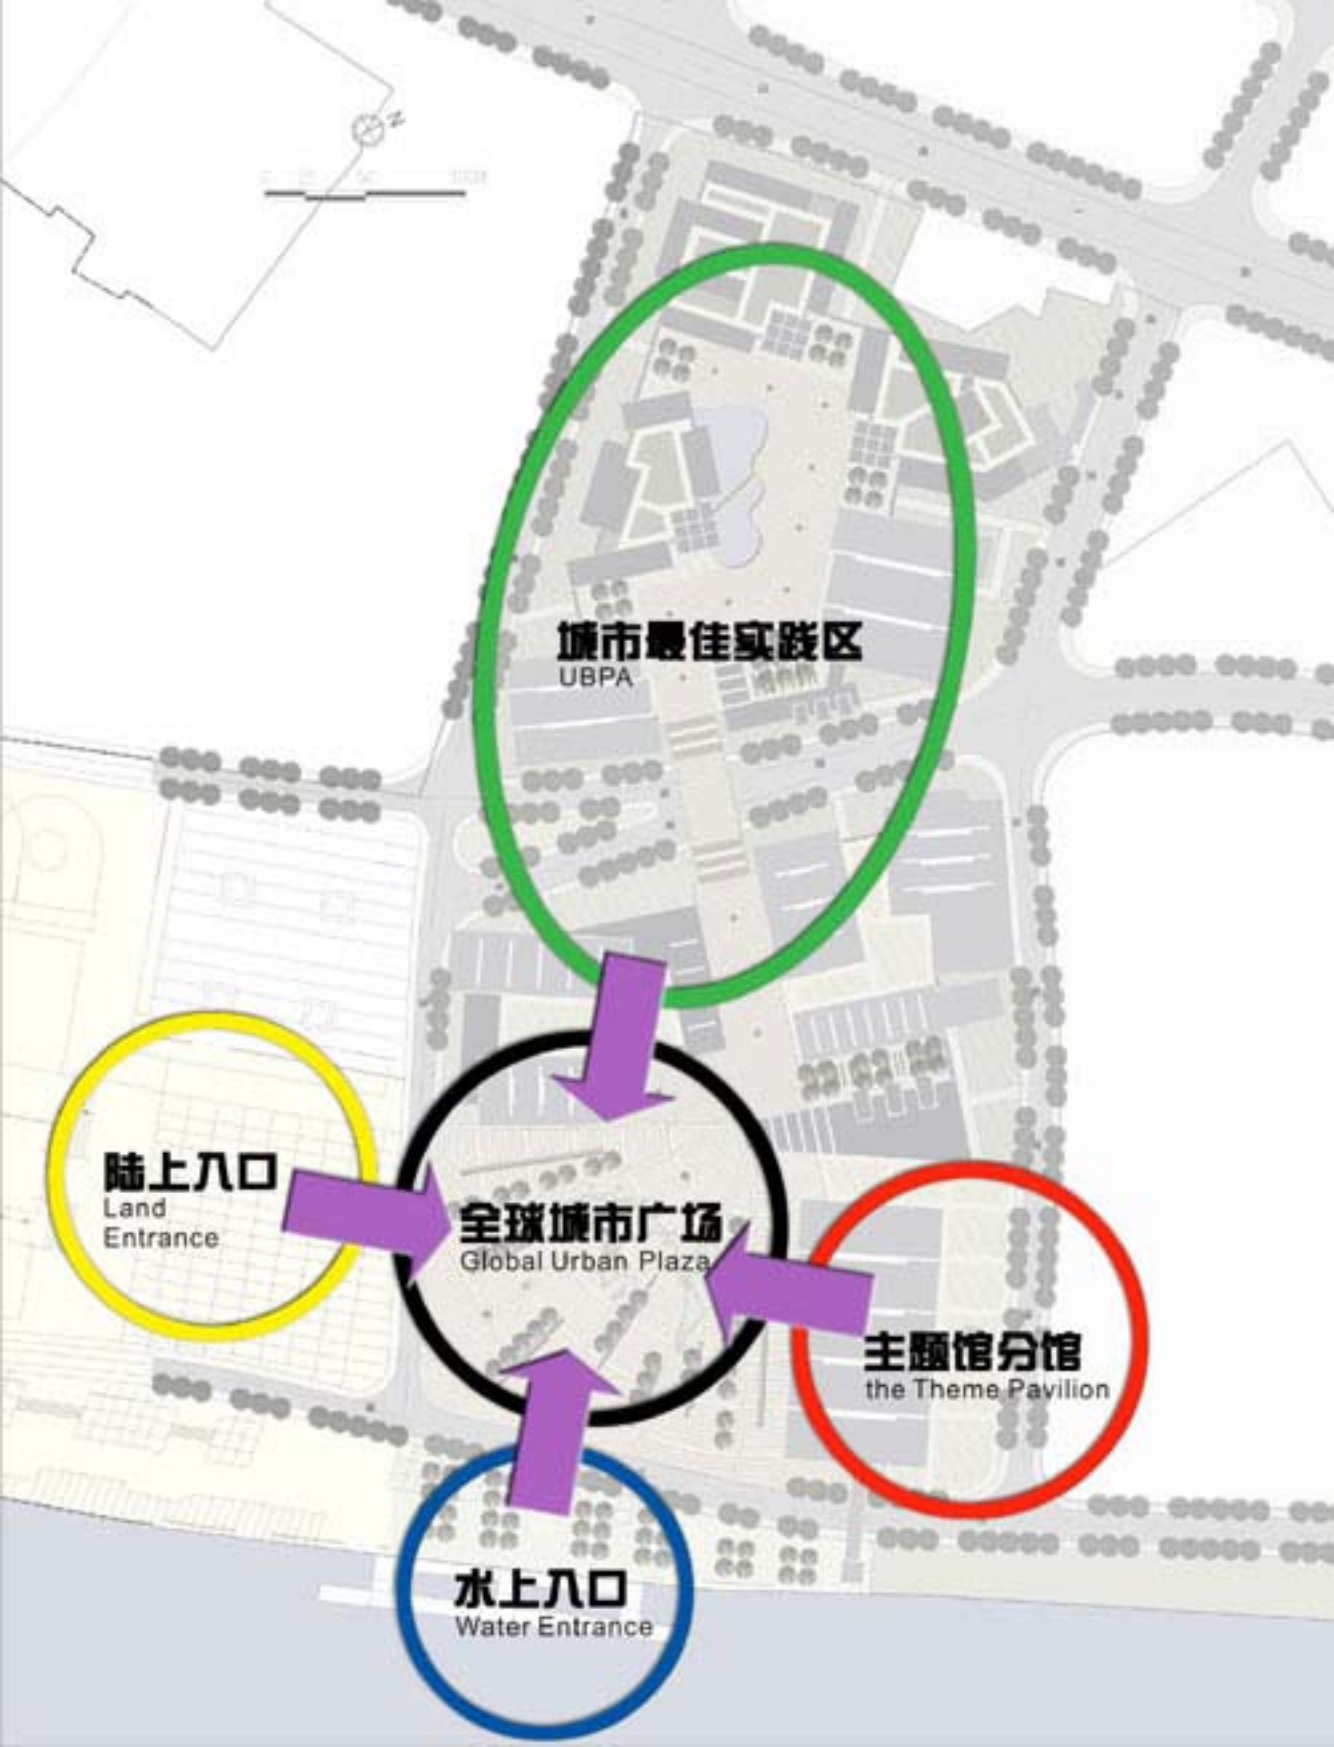 N
城市最佳实践区
UBPA
陆上入口
Land
Entrance
全球城市广场
Global Urban Plaza
主题馆分馆
the Theme Pavilion
水上入口
Water Entrance